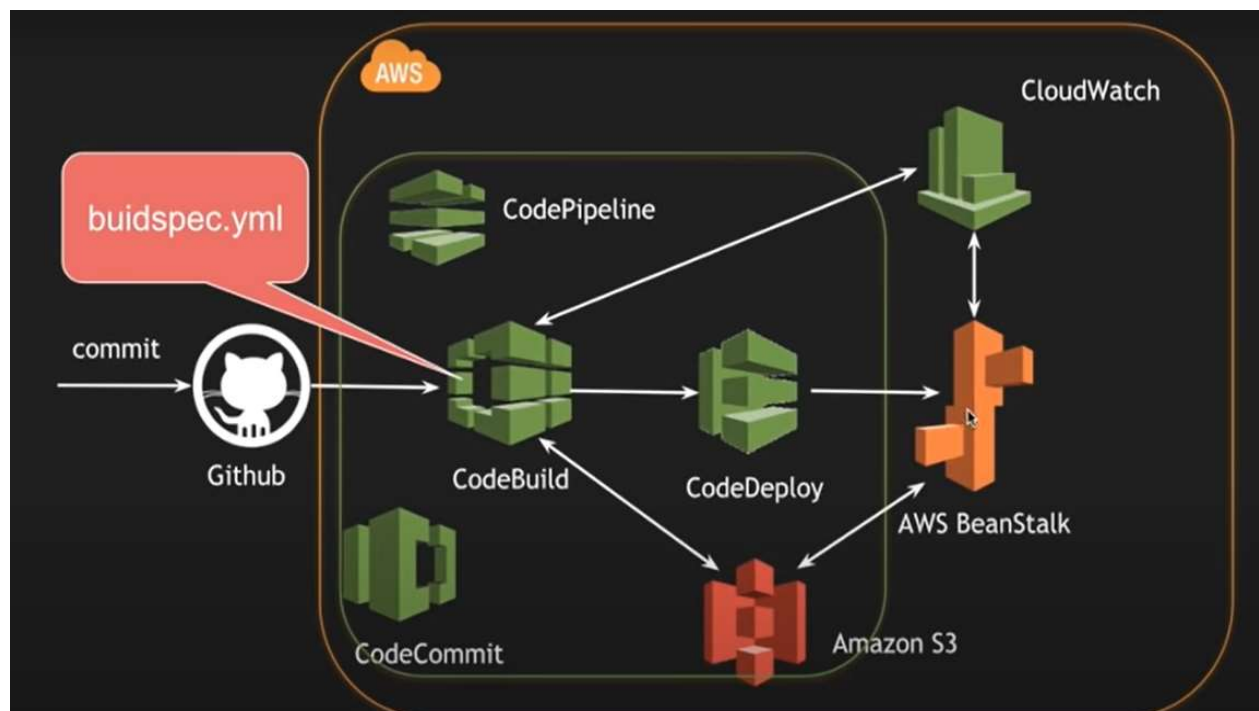 AWS
CloudWatch
buidspec.yml
CodePipeline
commit
Github
CodeBuild
CodeDeploy
AWS BeanStalk
CodeCommit
Amazon S3